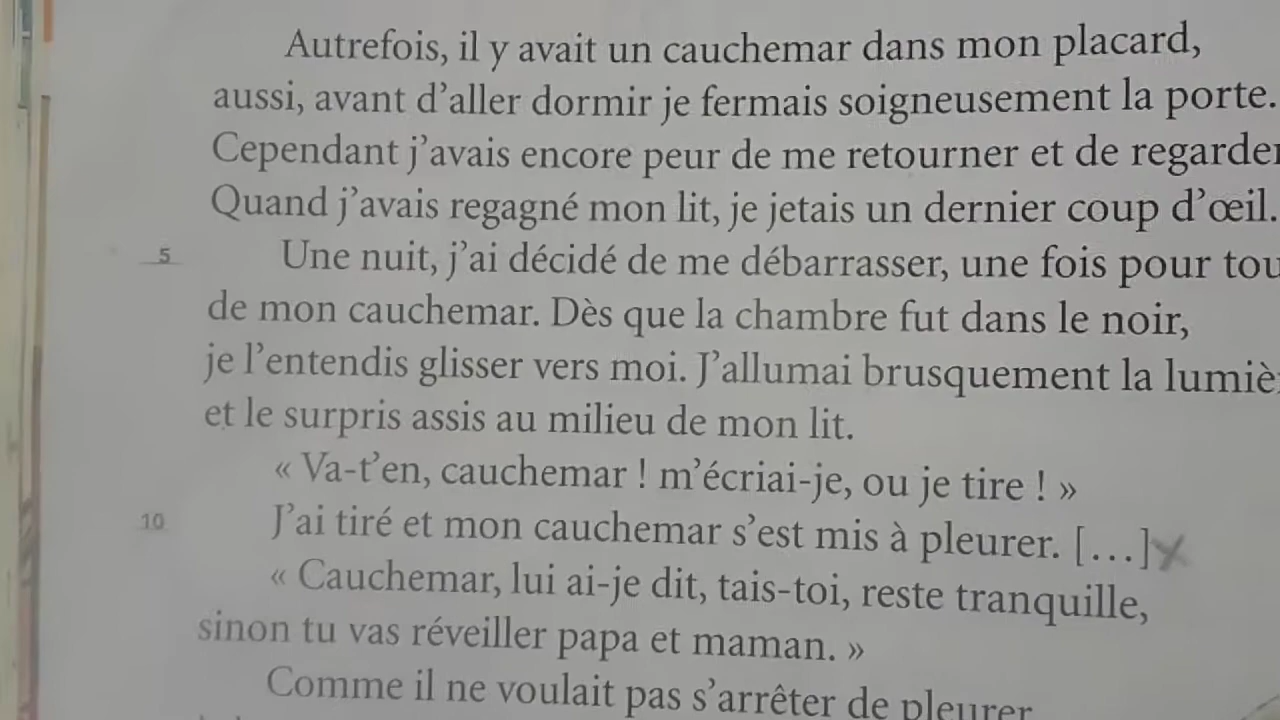 Autrefois, il y avait un cauchemar dans mon placard,
aussi, avant d'aller dormir je fermais soigneusement la porte.
Cependant j'avais encore peur de me retourner et de regarder
Quand j'avais regagné mon lit, je jetais un dernier coup d'œil.
5 Une nuit, j'ai décidé de me débarrasser, une fois pour tou
de mon cauchemar. Dès que la chambre fut dans le noir,
je l'entendis glisser vers moi. J'allumai brusquement la lumiè
et le surpris assis au milieu de mon lit.
« Va-t'en, cauchemar ! m'écriai-je, ou je tire ! »
10 J'ai tiré et mon cauchemar s'est mis à pleurer. […]
« Cauchemar, lui ai-je dit, tais-toi, reste tranquille,
sinon tu vas réveiller papa et maman. »
Comme il ne voulait pas s'arrêter de pleurer